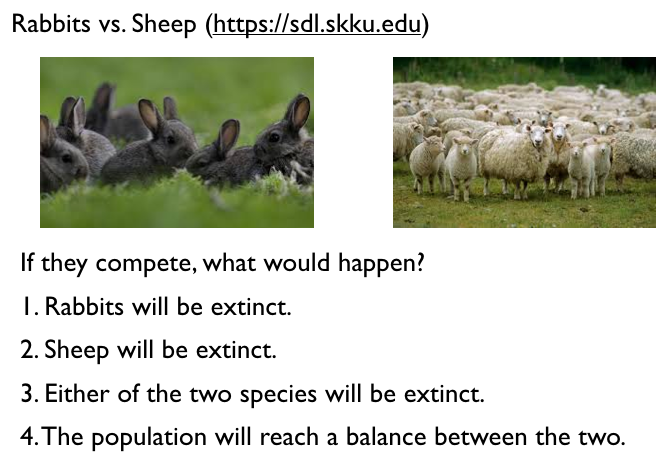 Rabbits vs. Sheep (https://sdl.skku.edu)
If they compete, what would happen?
1. Rabbits will be extinct.
2. Sheep will be extinct.
3. Either of the two species will be extinct.
4. The population will reach a balance between the two.